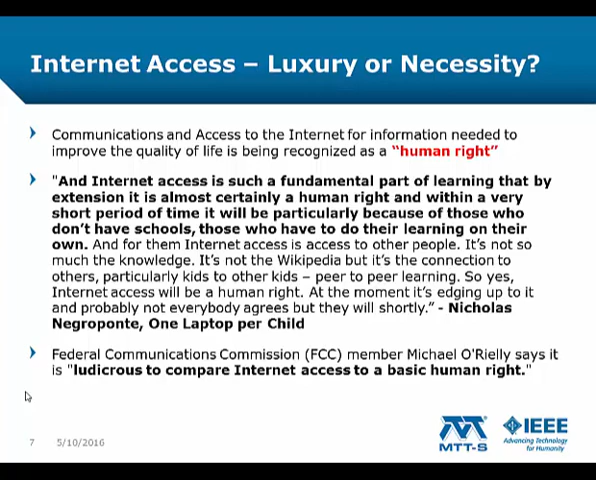 Internet Access – Luxury or Necessity?
Communications and Access to the Internet for information needed to
improve the quality of life is being recognized as a “human right”
"And Internet access is such a fundamental part of learning that by
extension it is almost certainly a human right and within a very
short period of time it will be particularly because of those who
don’t have schools, those who have to do their learning on their
own. And for them Internet access is access to other people. It’s not so
much the knowledge. It’s not the Wikipedia but it’s the connection to
others, particularly kids to other kids – peer to peer learning. So yes,
Internet access will be a human right. At the moment it’s edging up to it
and probably not everybody agrees but they will shortly.” - Nicholas
Negroponte, One Laptop per Child
Federal Communications Commission (FCC) member Michael O'Rielly says it
is "ludicrous to compare Internet access to a basic human right."
7 5/10/2016
MTT-S
IEEE
Advancing Technology
for Humanity